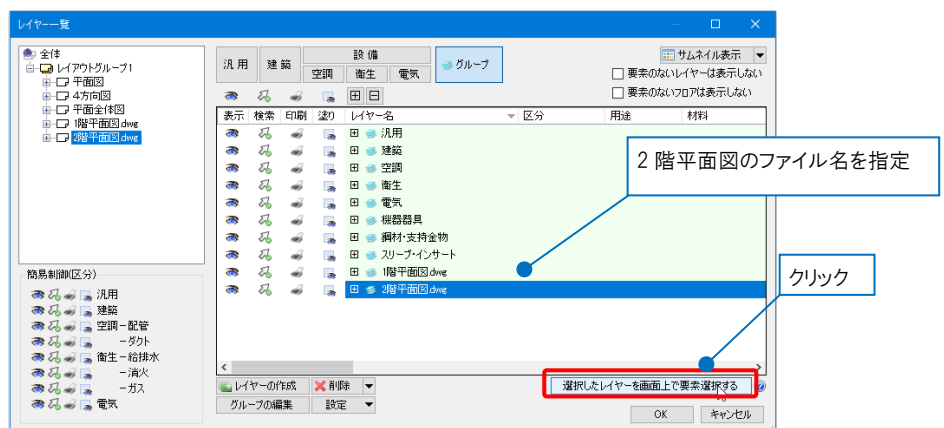 レイヤー一覧
全体
レイアウトグループ1
平面図
4方向図
平面全体図
1階平面図.dwg
2階平面図.dwg
簡易制御(区分)
汎用
建築
空調－配管
－ダクト
衛生－給排水
－消火
－ガス
電気
汎用 建築 設備 グループ
空調 衛生 電気
サムネイル表示
要素のないレイヤーは表示しない
要素のないフロアは表示しない
表示 検索 印刷 塗り レイヤー名 区分 用途 材料
汎用
建築
空調
衛生
電気
機器器具
鋼材・支持金物
スリーブ・インサート
1階平面図.dwg
2階平面図.dwg
2 階平面図のファイル名を指定
クリック
レイヤーの作成 削除
選択したレイヤーを画面上で要素選択する
グループの編集 設定
OK キャンセル